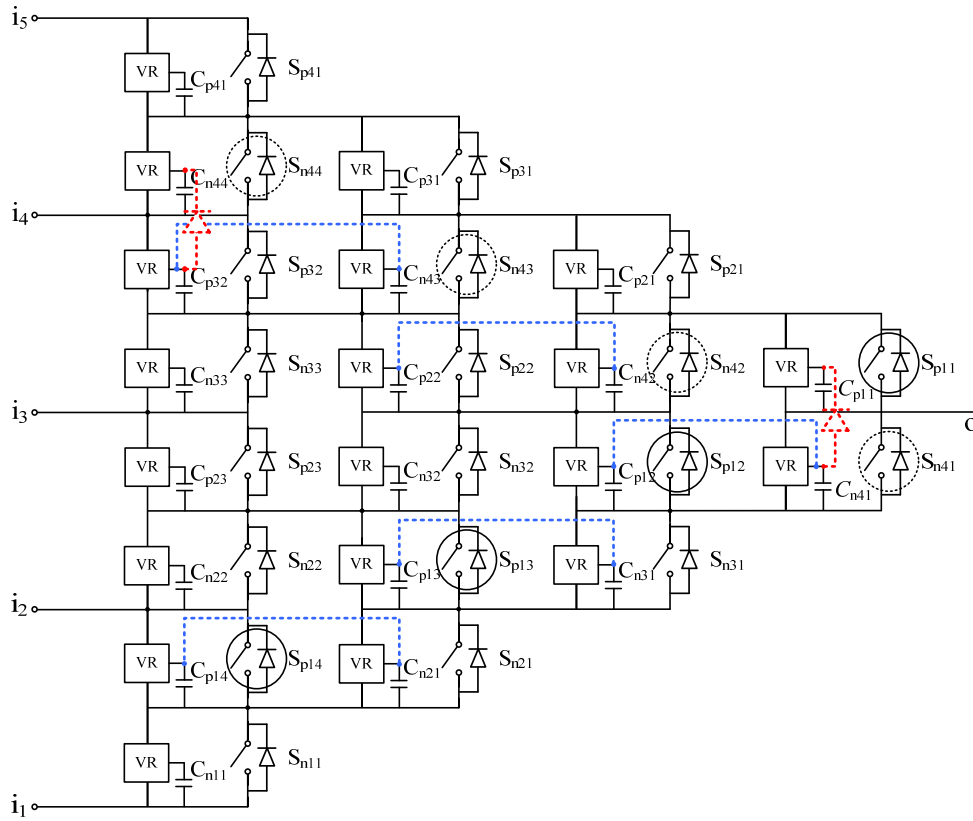 i5
VR Cp41 Sp41
VR Cn44 Sn44 VR Cp31 Sp31
i4
VR Cp32 Sp32 VR Cn43 Sn43 VR Cp21 Sp21
VR Cn33 Sn33 VR Cp22 Sp22 VR Cn42 Sn42 VR Cp11 Sp11
i3
VR Cp23 Sp23 VR Cn32 Sn32 VR Cp12 Sp12 VR Cn41 Sn41
VR Cn22 Sn22 VR Cp13 Sp13 VR Cn31 Sn31
i2
VR Cp14 Sp14 VR Cn21 Sn21
VR Cn11 Sn11
i1